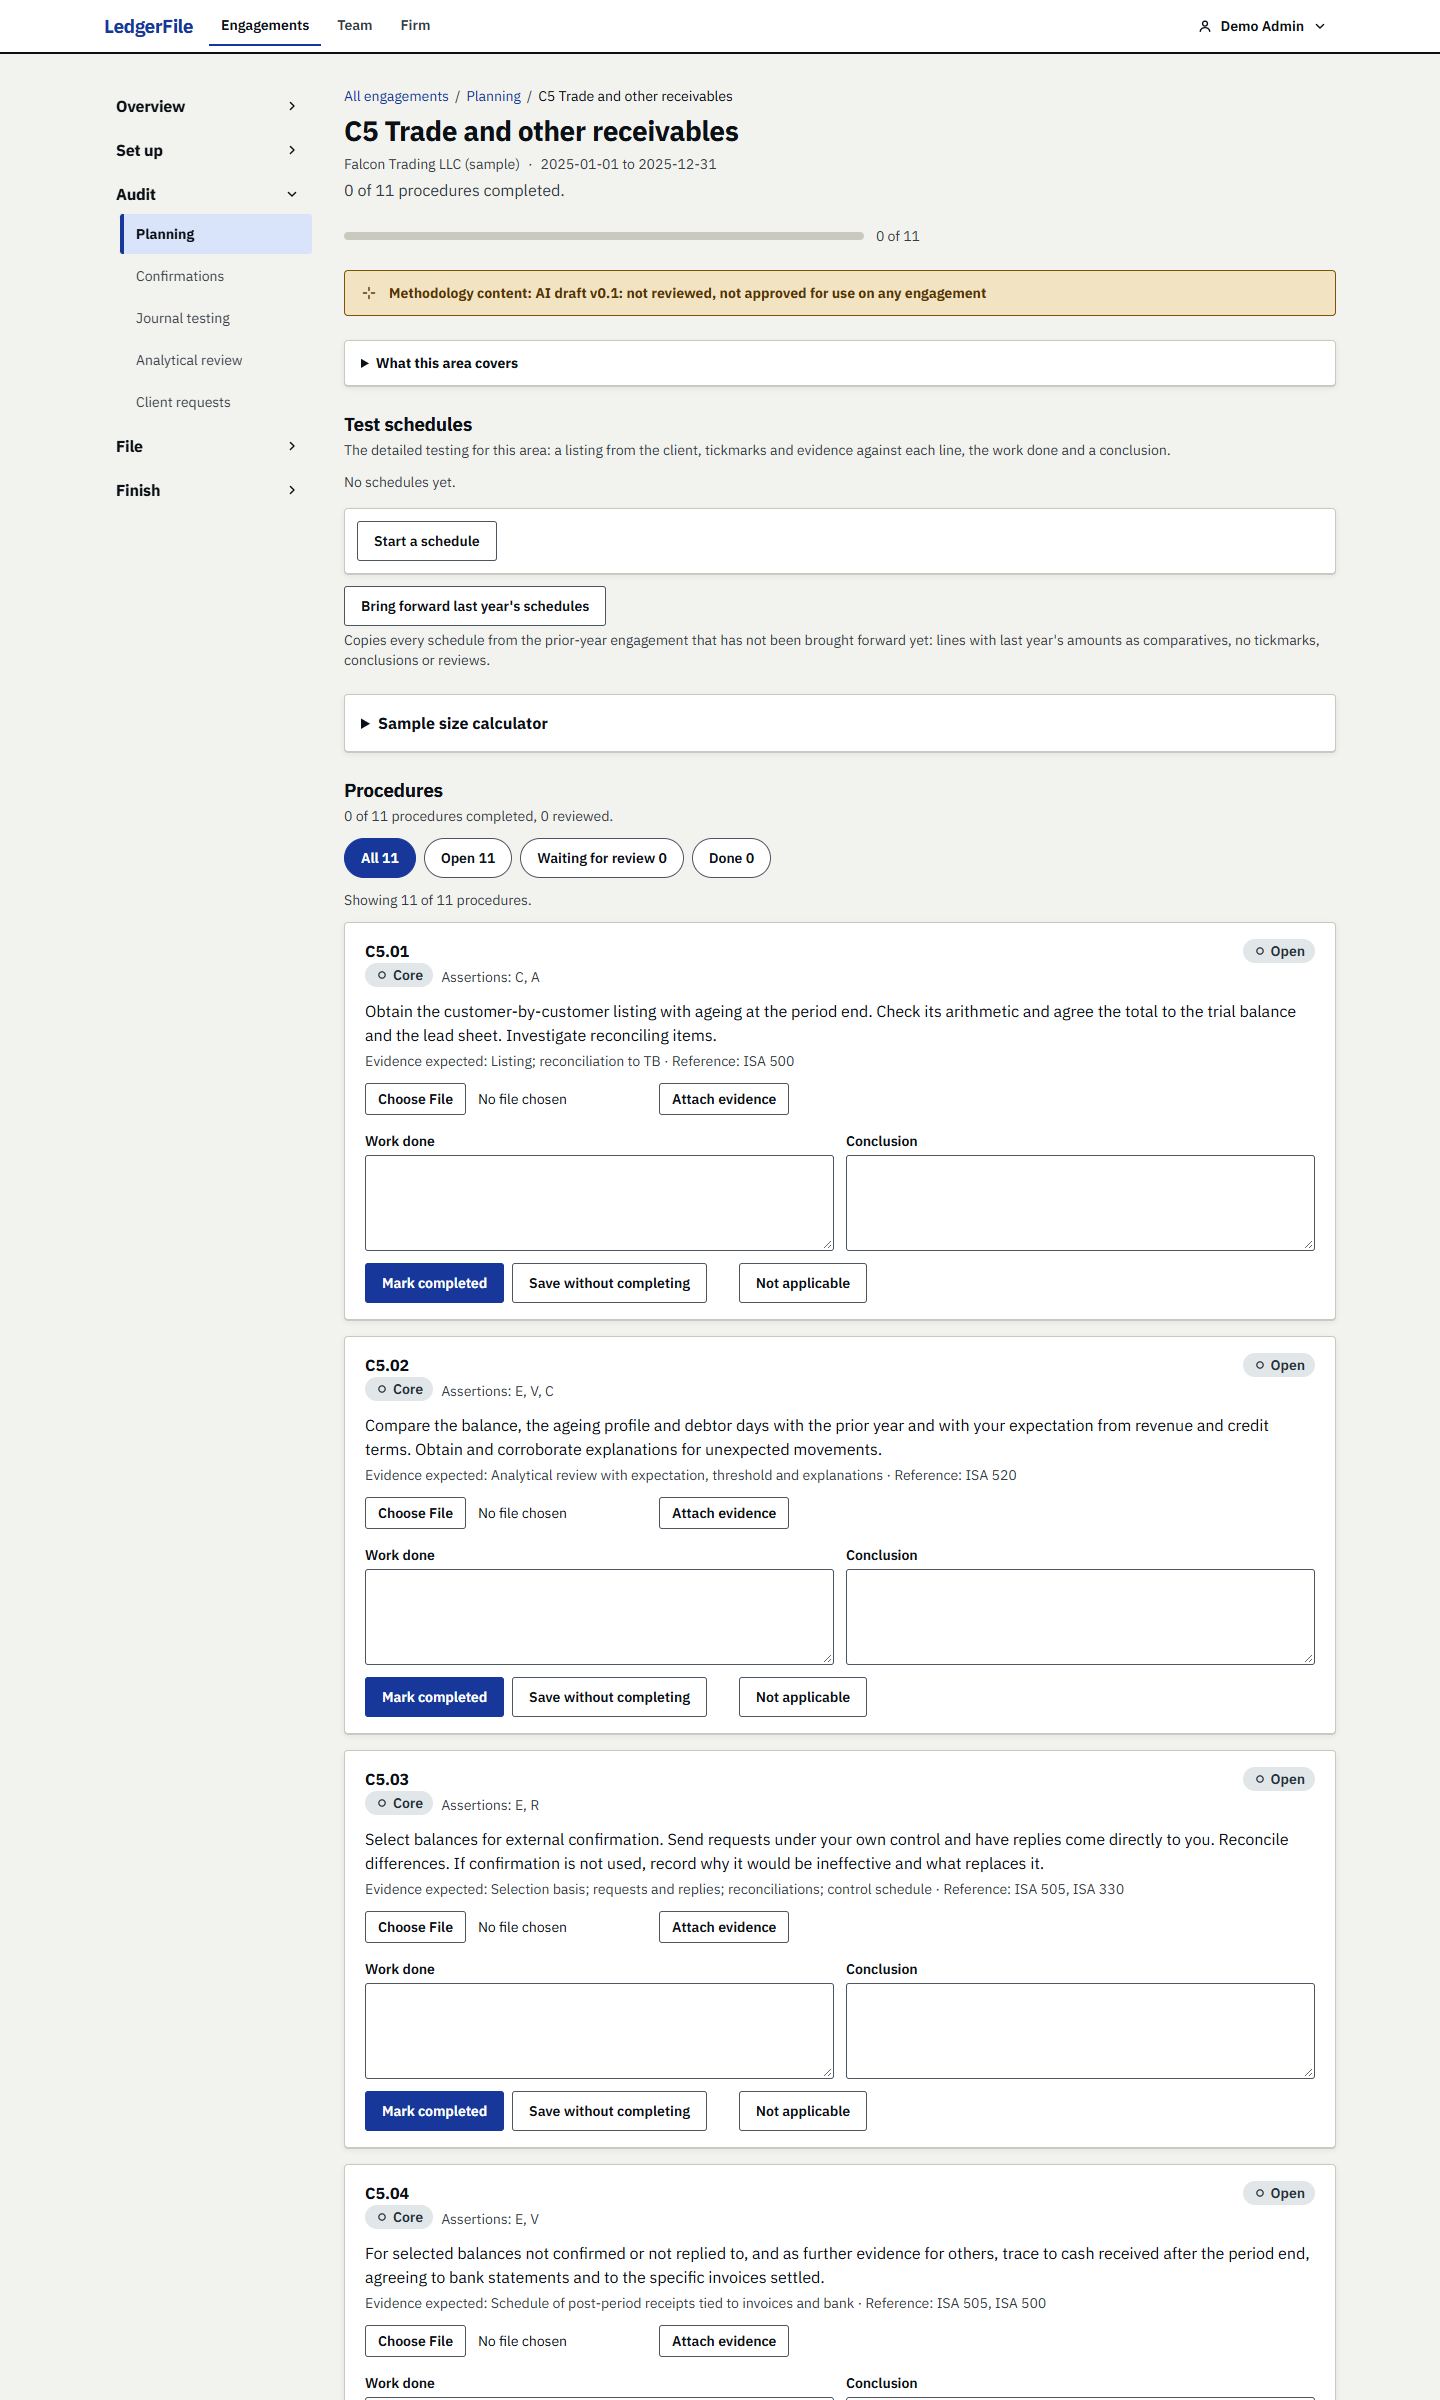 LedgerFile Engagements Team Firm Demo Admin
Overview
Set up
Audit
Planning
Confirmations
Journal testing
Analytical review
Client requests
File
Finish
All engagements / Planning / C5 Trade and other receivables
C5 Trade and other receivables
Falcon Trading LLC (sample) · 2025-01-01 to 2025-12-31
0 of 11 procedures completed.
0 of 11
Methodology content: AI draft v0.1: not reviewed, not approved for use on any engagement
What this area covers
Test schedules
The detailed testing for this area: a listing from the client, tickmarks and evidence against each line, the work done and a conclusion.
No schedules yet.
Start a schedule
Bring forward last year's schedules
Copies every schedule from the prior-year engagement that has not been brought forward yet: lines with last year's amounts as comparatives, no tickmarks,
conclusions or reviews.
Sample size calculator
Procedures
0 of 11 procedures completed, 0 reviewed.
All 11 Open 11 Waiting for review 0 Done 0
Showing 11 of 11 procedures.
C5.01 Open
Core Assertions: C, A
Obtain the customer-by-customer listing with ageing at the period end. Check its arithmetic and agree the total to the trial balance
and the lead sheet. Investigate reconciling items.
Evidence expected: Listing; reconciliation to TB · Reference: ISA 500
Choose File No file chosen Attach evidence
Work done Conclusion
Mark completed Save without completing Not applicable
C5.02 Open
Core Assertions: E, V, C
Compare the balance, the ageing profile and debtor days with the prior year and with your expectation from revenue and credit
terms. Obtain and corroborate explanations for unexpected movements.
Evidence expected: Analytical review with expectation, threshold and explanations · Reference: ISA 520
Choose File No file chosen Attach evidence
Work done Conclusion
Mark completed Save without completing Not applicable
C5.03 Open
Core Assertions: E, R
Select balances for external confirmation. Send requests under your own control and have replies come directly to you. Reconcile
differences. If confirmation is not used, record why it would be ineffective and what replaces it.
Evidence expected: Selection basis; requests and replies; reconciliations; control schedule · Reference: ISA 505, ISA 330
Choose File No file chosen Attach evidence
Work done Conclusion
Mark completed Save without completing Not applicable
C5.04 Open
Core Assertions: E, V
For selected balances not confirmed or not replied to, and as further evidence for others, trace to cash received after the period end,
agreeing to bank statements and to the specific invoices settled.
Evidence expected: Schedule of post-period receipts tied to invoices and bank · Reference: ISA 505, ISA 500
Choose File No file chosen Attach evidence
Work done Conclusion